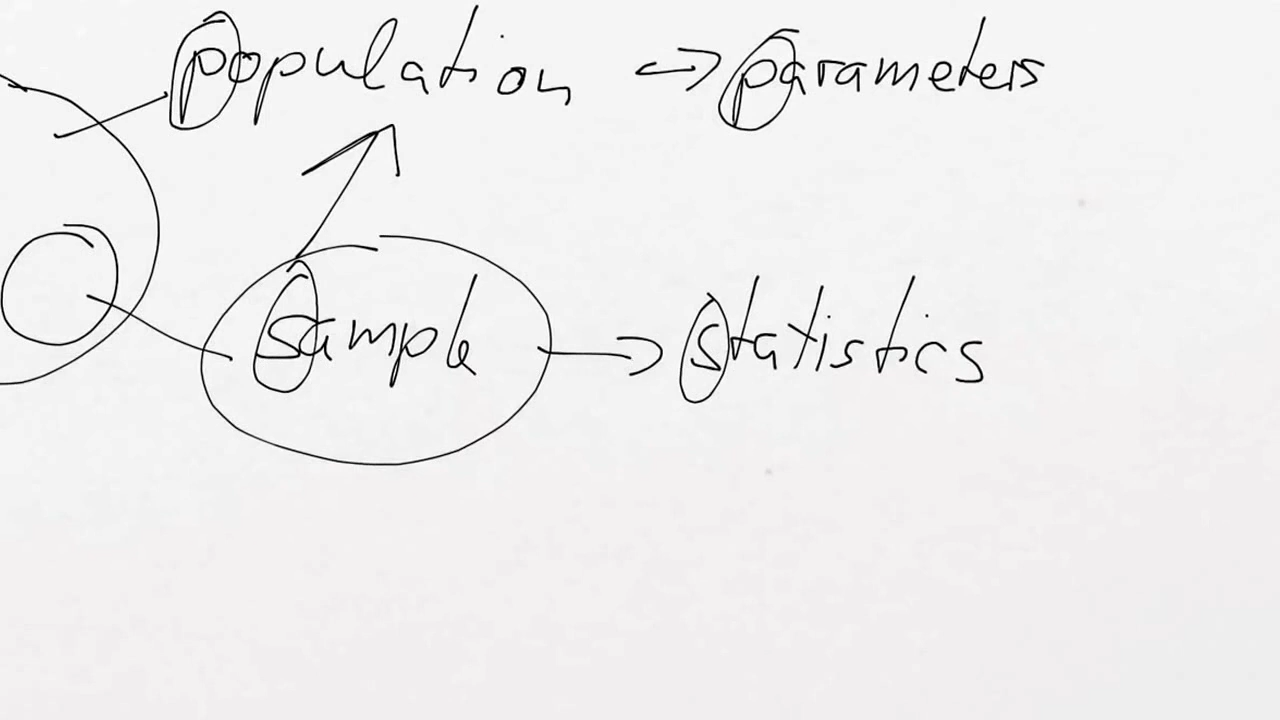 population → parameters
sample → statistics